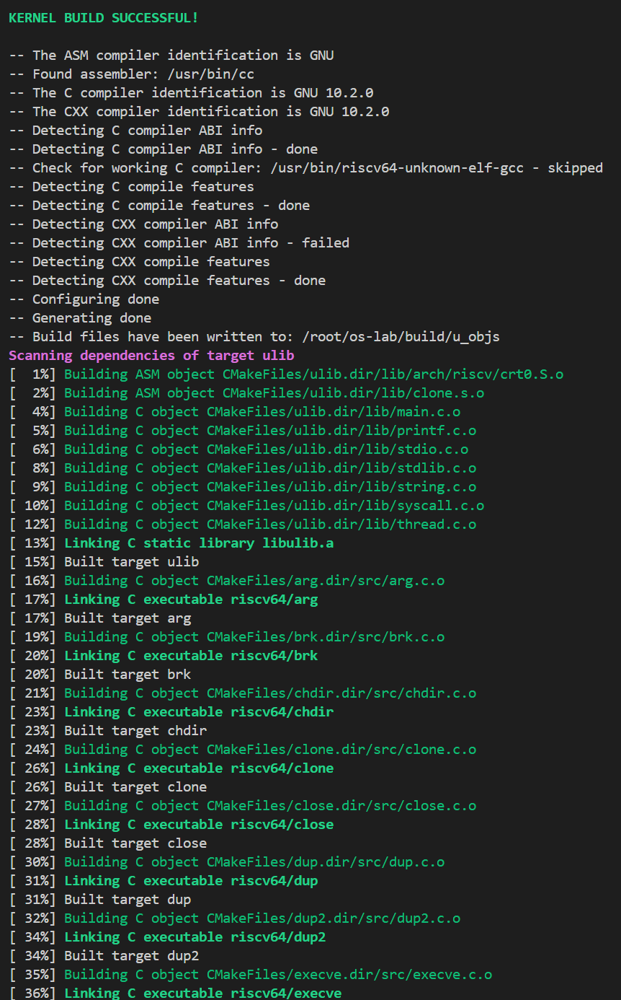 KERNEL BUILD SUCCESSFUL!
-- The ASM compiler identification is GNU
-- Found assembler: /usr/bin/cc
-- The C compiler identification is GNU 10.2.0
-- The CXX compiler identification is GNU 10.2.0
-- Detecting C compiler ABI info
-- Detecting C compiler ABI info - done
-- Check for working C compiler: /usr/bin/riscv64-unknown-elf-gcc - skipped
-- Detecting C compile features
-- Detecting C compile features - done
-- Detecting CXX compiler ABI info
-- Detecting CXX compiler ABI info - failed
-- Detecting CXX compile features
-- Detecting CXX compile features - done
-- Configuring done
-- Generating done
-- Build files have been written to: /root/os-lab/build/u_objs
Scanning dependencies of target ulib
[  1%] Building ASM object CMakeFiles/ulib.dir/lib/arch/riscv/crt0.S.o
[  2%] Building ASM object CMakeFiles/ulib.dir/lib/clone.s.o
[  4%] Building C object CMakeFiles/ulib.dir/lib/main.c.o
[  5%] Building C object CMakeFiles/ulib.dir/lib/printf.c.o
[  6%] Building C object CMakeFiles/ulib.dir/lib/stdio.c.o
[  8%] Building C object CMakeFiles/ulib.dir/lib/stdlib.c.o
[  9%] Building C object CMakeFiles/ulib.dir/lib/string.c.o
[ 10%] Building C object CMakeFiles/ulib.dir/lib/syscall.c.o
[ 12%] Building C object CMakeFiles/ulib.dir/lib/thread.c.o
[ 13%] Linking C static library libulib.a
[ 15%] Built target ulib
[ 16%] Building C object CMakeFiles/arg.dir/src/arg.c.o
[ 17%] Linking C executable riscv64/arg
[ 17%] Built target arg
[ 19%] Building C object CMakeFiles/brk.dir/src/brk.c.o
[ 20%] Linking C executable riscv64/brk
[ 20%] Built target brk
[ 21%] Building C object CMakeFiles/chdir.dir/src/chdir.c.o
[ 23%] Linking C executable riscv64/chdir
[ 23%] Built target chdir
[ 24%] Building C object CMakeFiles/clone.dir/src/clone.c.o
[ 26%] Linking C executable riscv64/clone
[ 26%] Built target clone
[ 27%] Building C object CMakeFiles/close.dir/src/close.c.o
[ 28%] Linking C executable riscv64/close
[ 28%] Built target close
[ 30%] Building C object CMakeFiles/dup.dir/src/dup.c.o
[ 31%] Linking C executable riscv64/dup
[ 31%] Built target dup
[ 32%] Building C object CMakeFiles/dup2.dir/src/dup2.c.o
[ 34%] Linking C executable riscv64/dup2
[ 34%] Built target dup2
[ 35%] Building C object CMakeFiles/execve.dir/src/execve.c.o
[ 36%] Linking C executable riscv64/execve